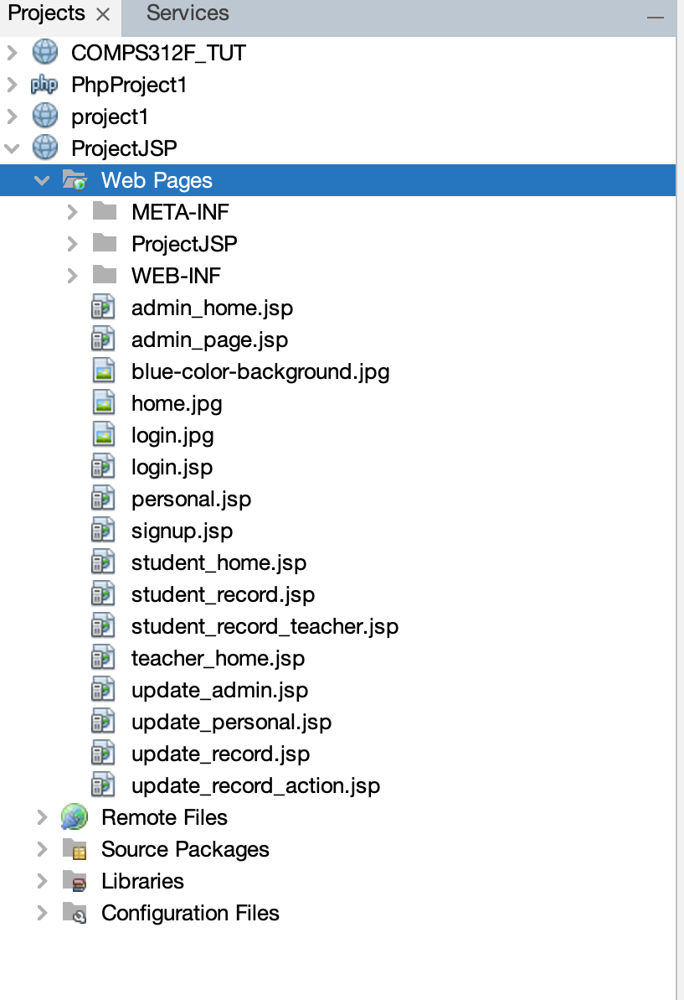 Projects Services
COMPS312F_TUT
php PhpProject1
project1
ProjectJSP
Web Pages
META-INF
ProjectJSP
WEB-INF
admin_home.jsp
admin_page.jsp
blue-color-background.jpg
home.jpg
login.jpg
login.jsp
personal.jsp
signup.jsp
student_home.jsp
student_record.jsp
student_record_teacher.jsp
teacher_home.jsp
update_admin.jsp
update_personal.jsp
update_record.jsp
update_record_action.jsp
Remote Files
Source Packages
Libraries
Configuration Files